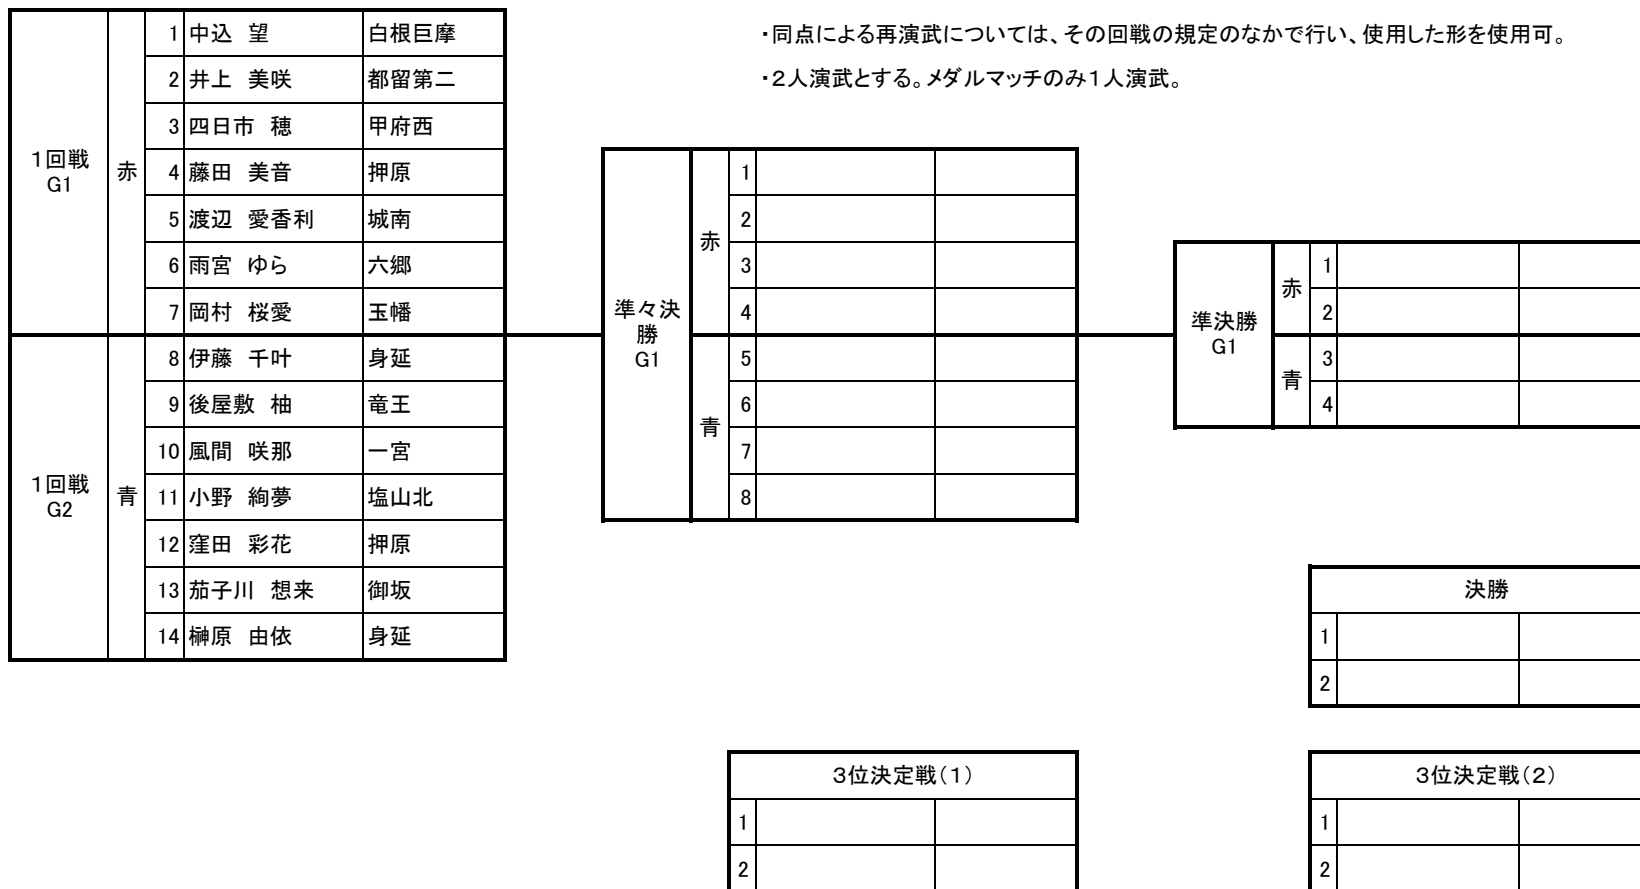 ・同点による再演武については、その回戦の規定のなかで行い、使用した形を使用可。
・２人演武とする。メダルマッチのみ１人演武。
１回戦
G1
赤
1 中込 望 白根巨摩
2 井上 美咲 都留第二
3 四日市 穂 甲府西
4 藤田 美音 押原
5 渡辺 愛香利 城南
6 雨宮 ゆら 六郷
7 岡村 桜愛 玉幡
１回戦
G2
青
8 伊藤 千叶 身延
9 後屋敷 柚 竜王
10 風間 咲那 一宮
11 小野 絢夢 塩山北
12 窪田 彩花 押原
13 茄子川 想来 御坂
14 榊原 由依 身延
準々決
勝
G1
赤
1
2
3
4
青
5
6
7
8
準決勝
G1
赤
1
2
青
3
4
決勝
1
2
３位決定戦（１）
1
2
３位決定戦（２）
1
2